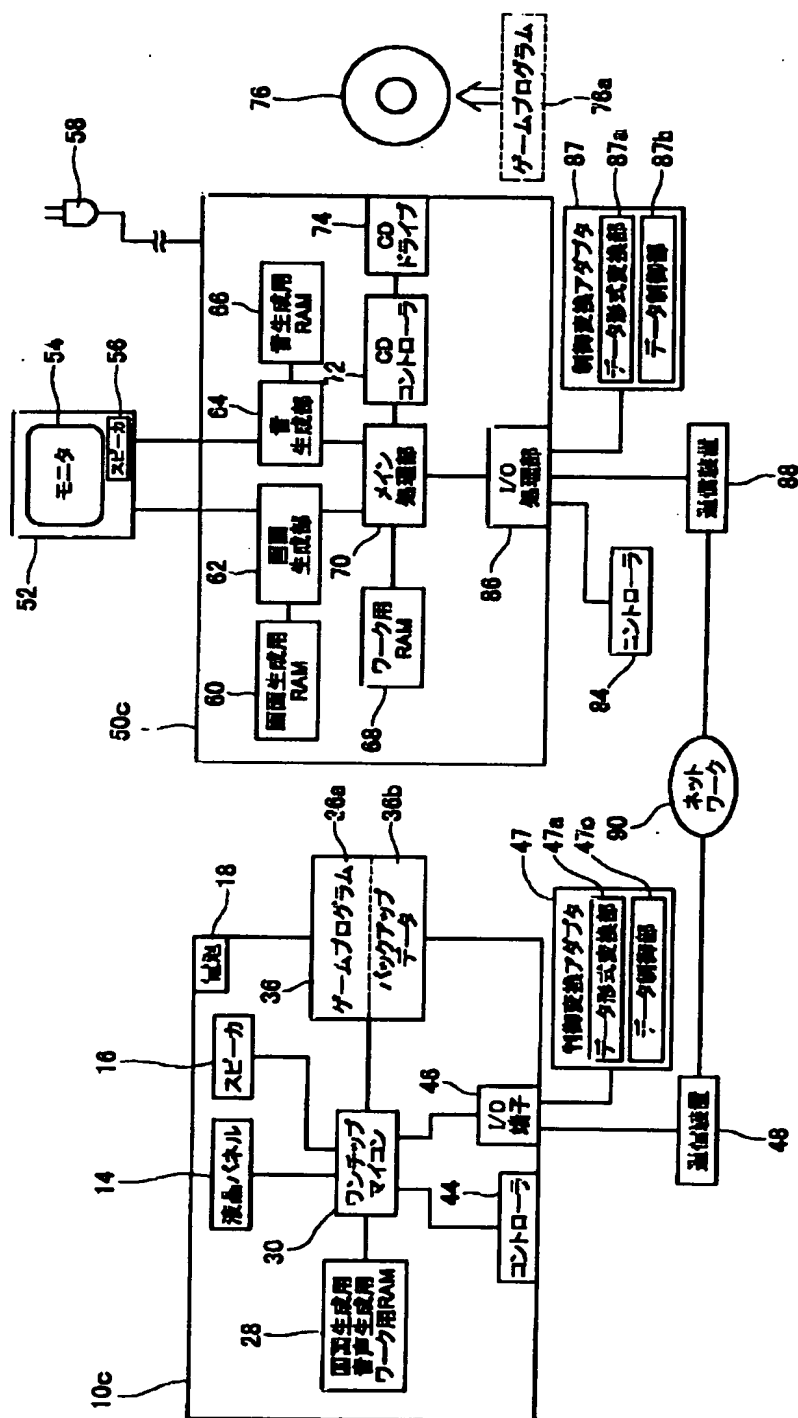 10c
28
画面生成用
音声生成用
ワーク用RAM
14
液晶パネル
16
スピーカ
18
電池
30
ワンチップ
マイコン
36
ゲームプログラム
36a
バックアップ
データ
36b
44
コントローラ
46
I/O
端子
47
制御変換アダプタ
47a
データ形式変換部
データ制御部
48
通信装置
90
ネット
ワーク
50c
52
54
モニタ
56
スピーカ
58
60
画面生成用
RAM
62
画面
生成部
64
音
生成部
66
音生成用
RAM
68
ワーク用
RAM
70
メイン
処理部
72
CD
コントローラ
74
CD
ドライブ
76
ゲームプログラム
76a
84
コントローラ
86
I/O
処理部
87
制御変換アダプタ
87a
データ形式変換部
87b
データ制御部
88
通信装置